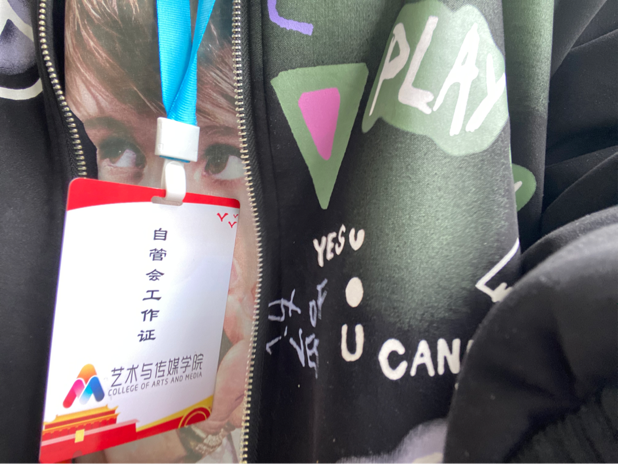 自管会工作证
艺术与传媒学院
COLLEGE OF ARTS AND MEDIA
PLAY
YES U
OF
U CAN